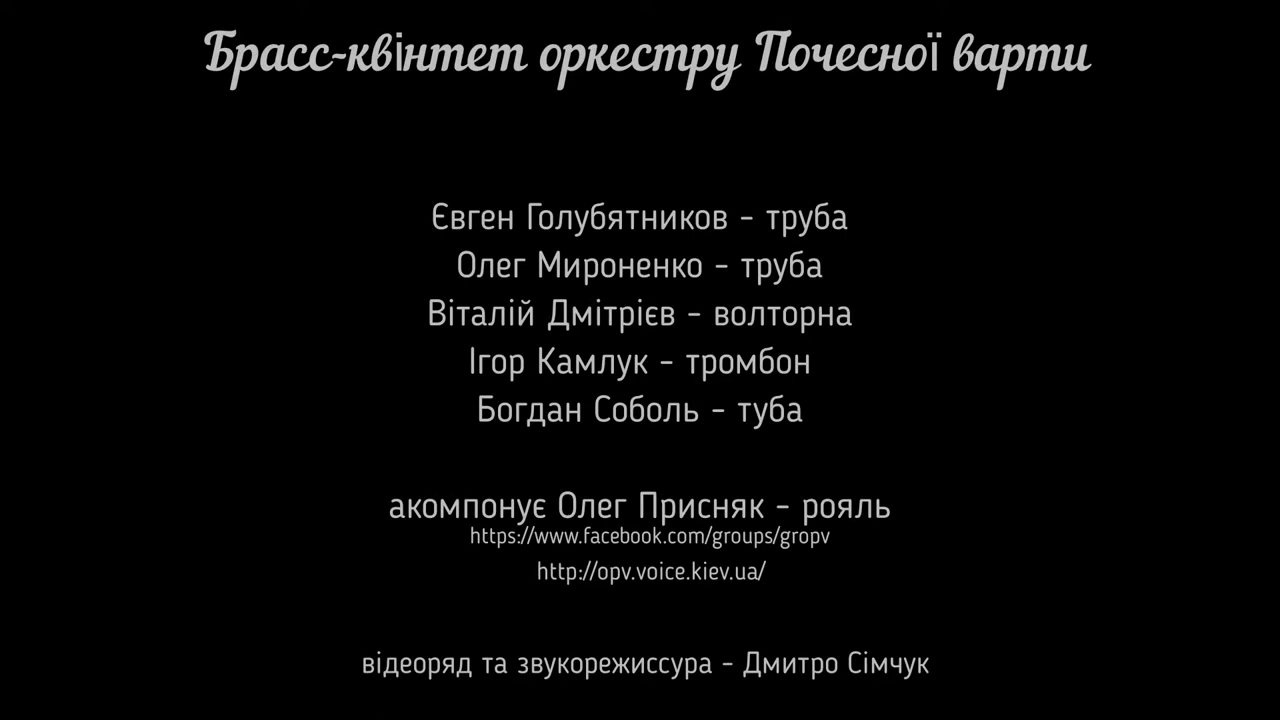 Брасс-квінтет оркестру Почесної варти
Євген Голубятников - труба
Олег Мироненко - труба
Віталій Дмітрієв - волторна
Ігор Камлук - тромбон
Богдан Соболь - туба
акомпонує Олег Присняк - рояль
https://www.facebook.com/groups/gropv
http://opv.voice.kiev.ua/
відеоряд та звукорежиссура - Дмитро Сімчук